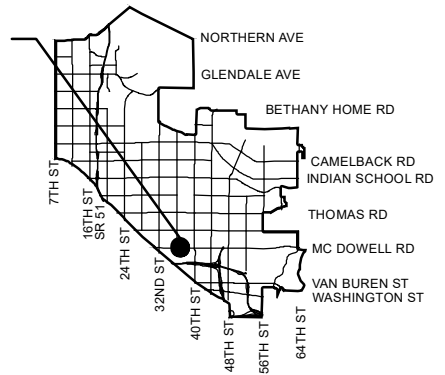 NORTHERN AVE
GLENDALE AVE
BETHANY HOME RD
CAMELBACK RD
INDIAN SCHOOL RD
THOMAS RD
MC DOWELL RD
VAN BUREN ST
WASHINGTON ST
7TH ST
16TH ST
SR 51
24TH ST
32ND ST
40TH ST
48TH ST
56TH ST
64TH ST